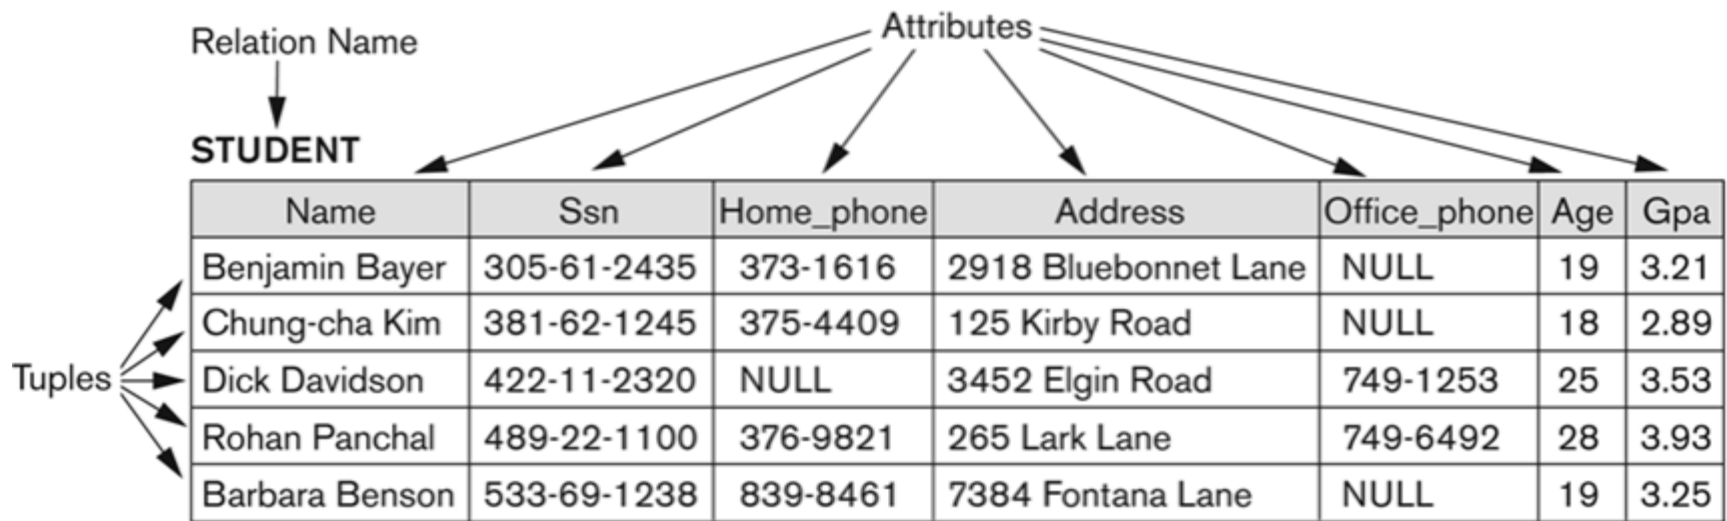 Attributes
Relation Name
STUDENT
Name Ssn Home_phone Address Office_phone Age Gpa
Benjamin Bayer 305-61-2435 373-1616 2918 Bluebonnet Lane NULL 19 3.21
Chung-cha Kim 381-62-1245 375-4409 125 Kirby Road NULL 18 2.89
Tuples Dick Davidson 422-11-2320 NULL 3452 Elgin Road 749-1253 25 3.53
Rohan Panchal 489-22-1100 376-9821 265 Lark Lane 749-6492 28 3.93
Barbara Benson 533-69-1238 839-8461 7384 Fontana Lane NULL 19 3.25